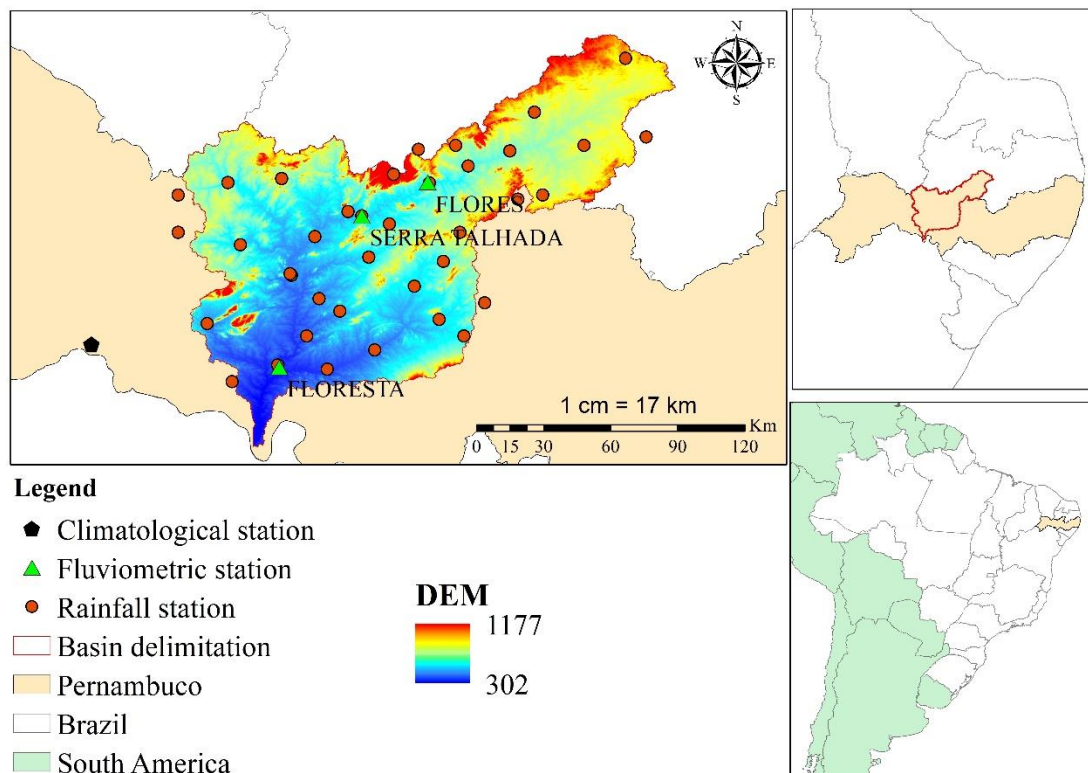 N
W E
S
FLORES
SERRA TALHADA
FLORESTA
1 cm = 17 km
Km
0 15 30 60 90 120
Legend
Climatológical station
Fluviometric station
Rainfall station
Basin delimitation
Pernambuco
Brazil
South America
DEM
1177
302